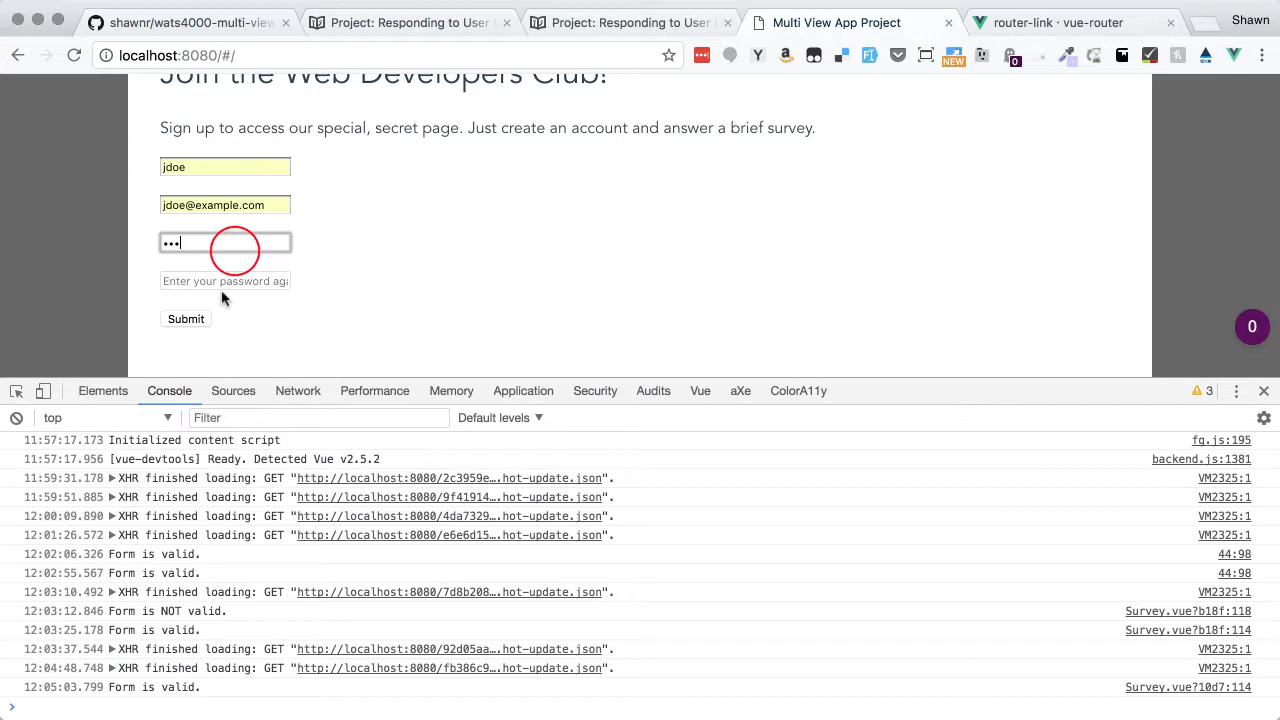 shawnr/wats4000-multi-view
Project: Responding to User I
Project: Responding to User I
Multi View App Project
router-link · vue-router
Shawn
localhost:8080/#/
NEW
0
Join the Web Developers Club!
Sign up to access our special, secret page. Just create an account and answer a brief survey.
jdoe
jdoe@example.com
•••
Enter your password aga
Submit
0
Elements Console Sources Network Performance Memory Application Security Audits Vue aXe ColorA11y 3
top Filter Default levels
11:57:17.173 Initialized content script fq.js:195
11:57:17.956 [vue-devtools] Ready. Detected Vue v2.5.2 backend.js:1381
11:59:31.178 XHR finished loading: GET "http://localhost:8080/2c3959e….hot-update.json". VM2325:1
11:59:51.885 XHR finished loading: GET "http://localhost:8080/9f41914….hot-update.json". VM2325:1
12:00:09.890 XHR finished loading: GET "http://localhost:8080/4da7329….hot-update.json". VM2325:1
12:01:26.572 XHR finished loading: GET "http://localhost:8080/e6e6d15….hot-update.json". VM2325:1
12:02:06.326 Form is valid. 44:98
12:02:55.567 Form is valid. 44:98
12:03:10.492 XHR finished loading: GET "http://localhost:8080/7d8b208….hot-update.json". VM2325:1
12:03:12.846 Form is NOT valid. Survey.vue?b18f:118
12:03:25.178 Form is valid. Survey.vue?b18f:114
12:03:37.544 XHR finished loading: GET "http://localhost:8080/92d05aa….hot-update.json". VM2325:1
12:04:48.748 XHR finished loading: GET "http://localhost:8080/fb386c9….hot-update.json". VM2325:1
12:05:03.799 Form is valid. Survey.vue?10d7:114